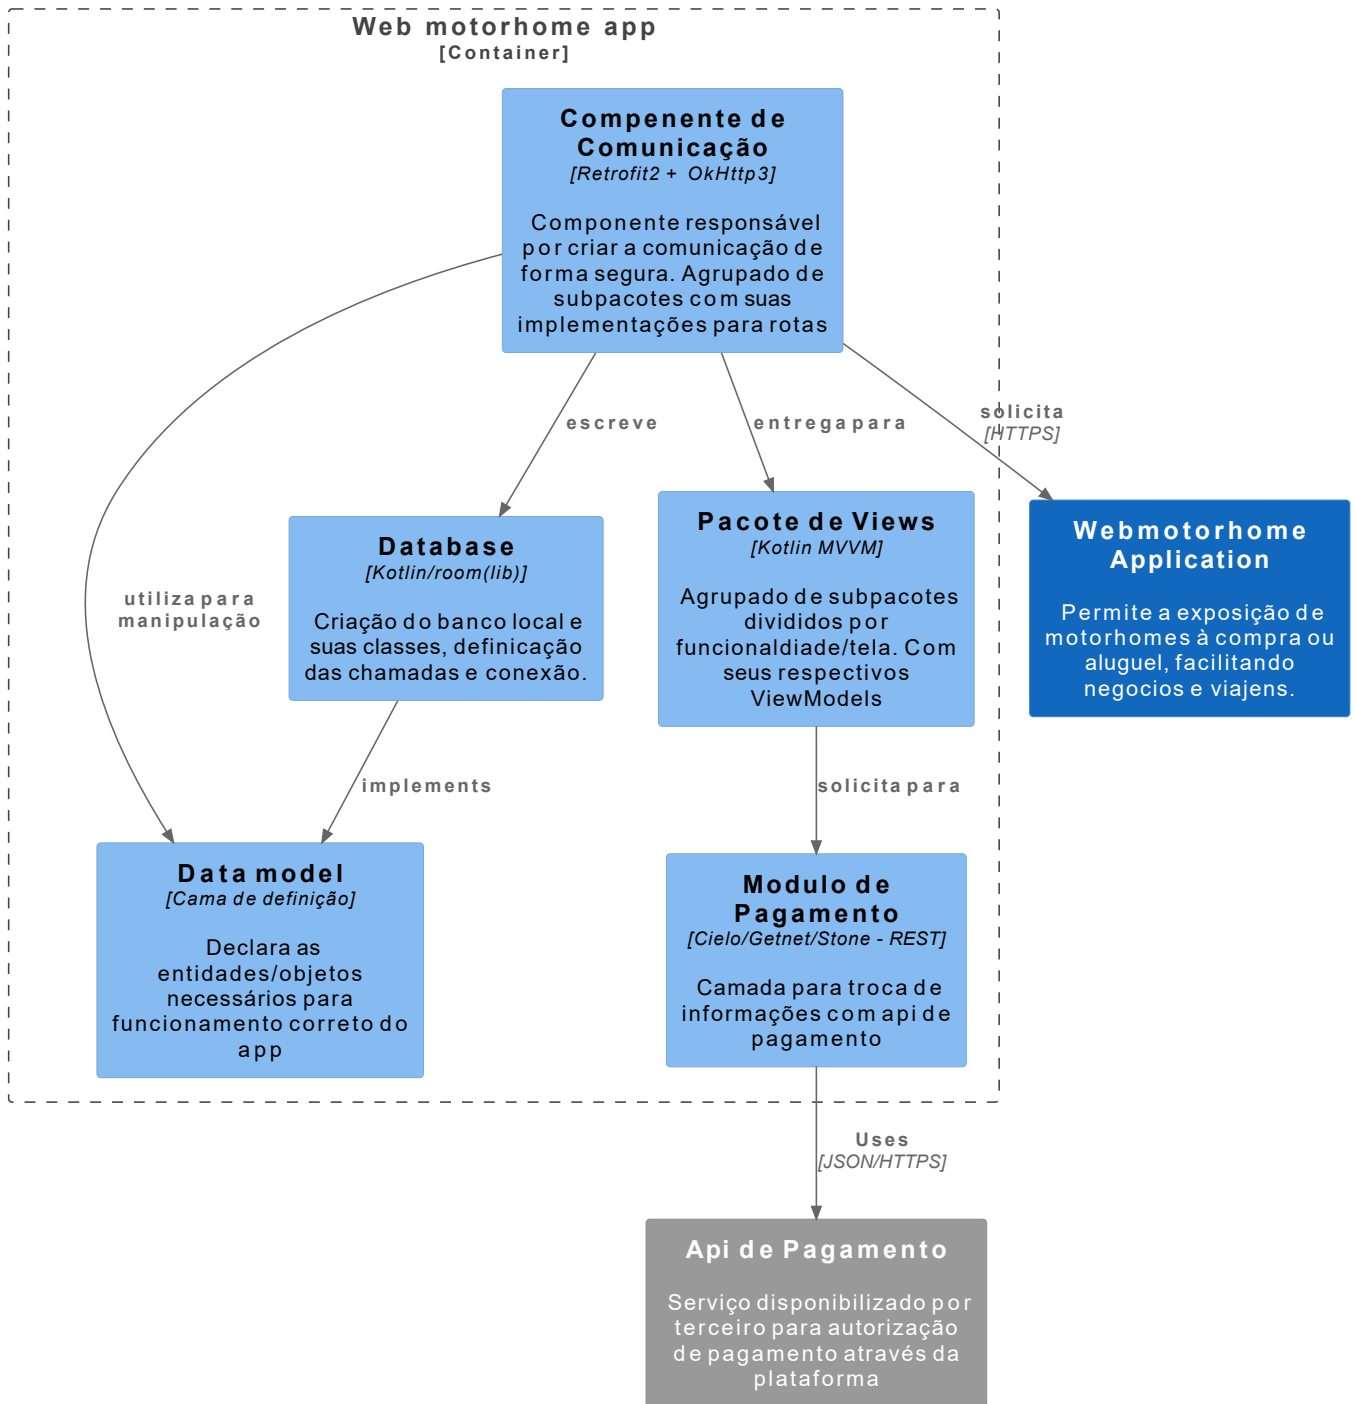 Web motorhome app
[Container]
Compenente de
Comunicação
[Retrofit2 + OkHttp3]
Componente responsável
por criar a comunicação de
forma segura. Agrupado de
subpacotes com suas
implementações para rotas
escreve
entrega para
solicita
[HTTPS]
Database
[Kotlin/room(lib)]
Criação do banco local e
suas classes, definicação
das chamadas e conexão.
Pacote de Views
[Kotlin MVVM]
Agrupado de subpacotes
divididos por
funcionaldiade/tela. Com
seus respectivos
ViewModels
Webmotorhome
Application
Permite a exposição de
motorhomes à compra ou
aluguel, facilitando
negocios e viajens.
utiliza para
manipulação
implements
solicita para
Data model
[Cama de definição]
Declara as
entidades/objetos
necessários para
funcionamento correto do
app
Modulo de
Pagamento
[Cielo/Getnet/Stone - REST]
Camada para troca de
informações com api de
pagamento
Uses
[JSON/HTTPS]
Api de Pagamento
Serviço disponibilizado por
terceiro para autorização
de pagamento através da
plataforma